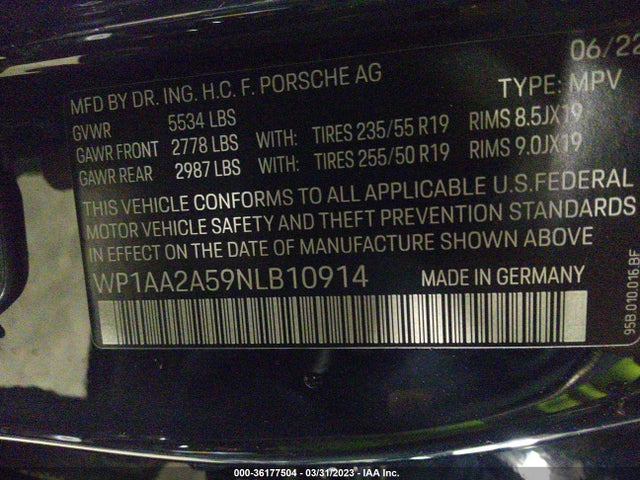 06/22
MFD BY DR. ING. H.C. F. PORSCHE AG
TYPE: MPV
GVWR 5534 LBS
GAWR FRONT 2778 LBS WITH: TIRES 235/55 R19 RIMS 8.5JX19
GAWR REAR 2987 LBS WITH: TIRES 255/50 R19 RIMS 9.0JX19
THIS VEHICLE CONFORMS TO ALL APPLICABLE U.S.FEDERAL
MOTOR VEHICLE SAFETY AND THEFT PREVENTION STANDARDS
IN EFFECT ON THE DATE OF MANUFACTURE SHOWN ABOVE
WP1AA2A59NLB10914 MADE IN GERMANY
95B.010.016.BF
000-36177504 - 03/31/2023 - IAA Inc.